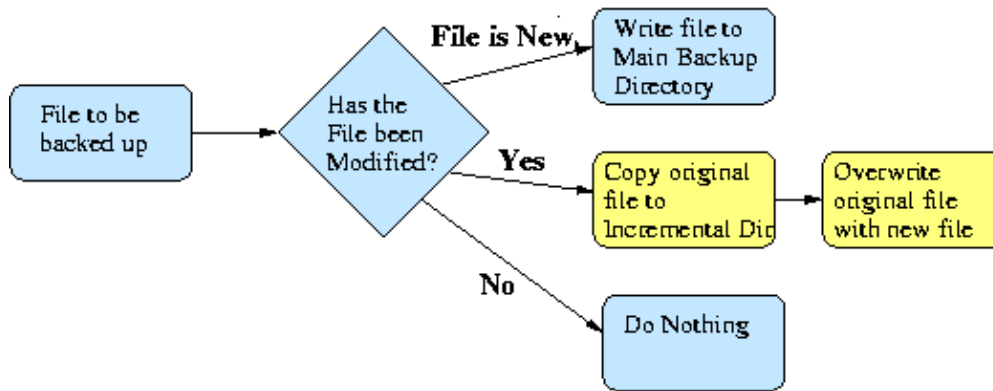 File to be
backed up
Has the
File been
Modified?
File is New
Write file to
Main Backup
Directory
Yes
Copy original
file to
Incremental Dir
Overwrite
original file
with new file
No
Do Nothing